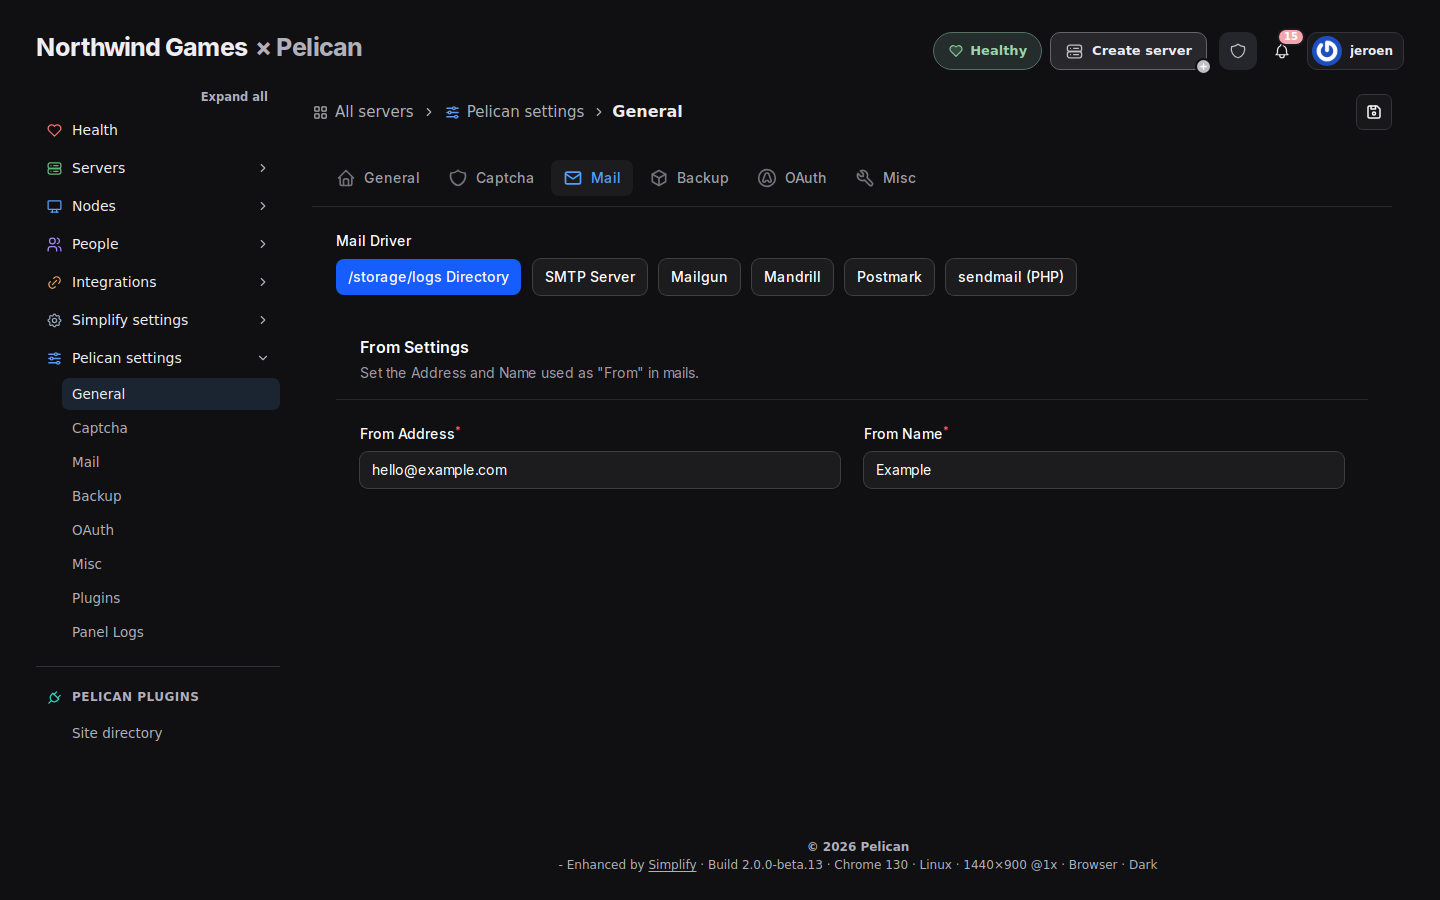 Northwind Games × Pelican
Healthy
Create server
15
jeroen
Expand all
Health
Servers
Nodes
People
Integrations
Simplify settings
Pelican settings
General
Captcha
Mail
Backup
OAuth
Misc
Plugins
Panel Logs
PELICAN PLUGINS
Site directory
All servers > Pelican settings > General
General Captcha Mail Backup OAuth Misc
Mail Driver
/storage/logs Directory SMTP Server Mailgun Mandrill Postmark sendmail (PHP)
From Settings
Set the Address and Name used as "From" in mails.
From Address*
hello@example.com
From Name*
Example
© 2026 Pelican
- Enhanced by Simplify · Build 2.0.0-beta.13 · Chrome 130 · Linux · 1440×900 @1x · Browser · Dark